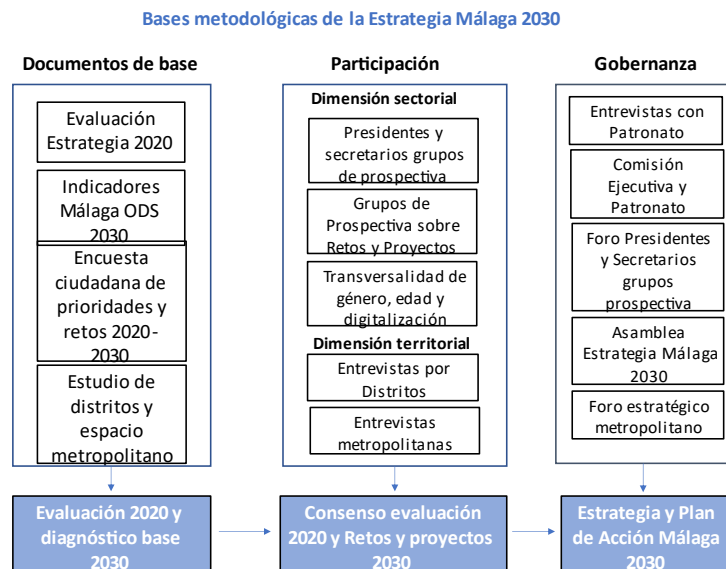 Bases metodológicas de la Estrategia Málaga 2030
Documentos de base
Evaluación
Estrategia 2020
Indicadores
Málaga ODS
2030
Encuesta
ciudadana de
prioridades y
retos 2020-
2030
Estudio de
distritos y
espacio
metropolitano
Evaluación 2020 y
diagnóstico base
2030
Participación
Dimensión sectorial
Presidentes y
secretarios grupos
de prospectiva
Grupos de
Prospectiva sobre
Retos y Proyectos
Transversalidad de
género, edad y
digitalización
Dimensión territorial
Entrevistas por
Distritos
Entrevistas
metropolitanas
Consenso evaluación
2020 y Retos y proyectos
2030
Gobernanza
Entrevistas con
Patronato
Comisión
Ejecutiva y
Patronato
Foro Presidentes
y Secretarios
grupos
prospectiva
Asamblea
Estrategia Málaga
2030
Foro estratégico
metropolitano
Estrategia y Plan
de Acción Málaga
2030